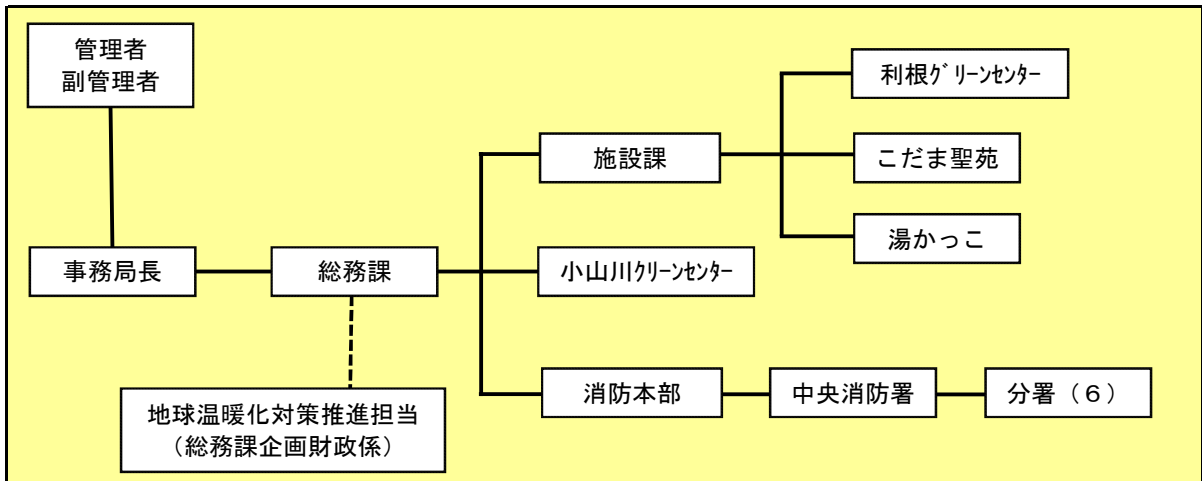 管理者
副管理者
利根グリーンセンター
施設課
こだま聖苑
湯かっこ
事務局長
総務課
小山川クリーンセンター
消防本部
中央消防署
分署（６）
地球温暖化対策推進担当
（総務課企画財政係）